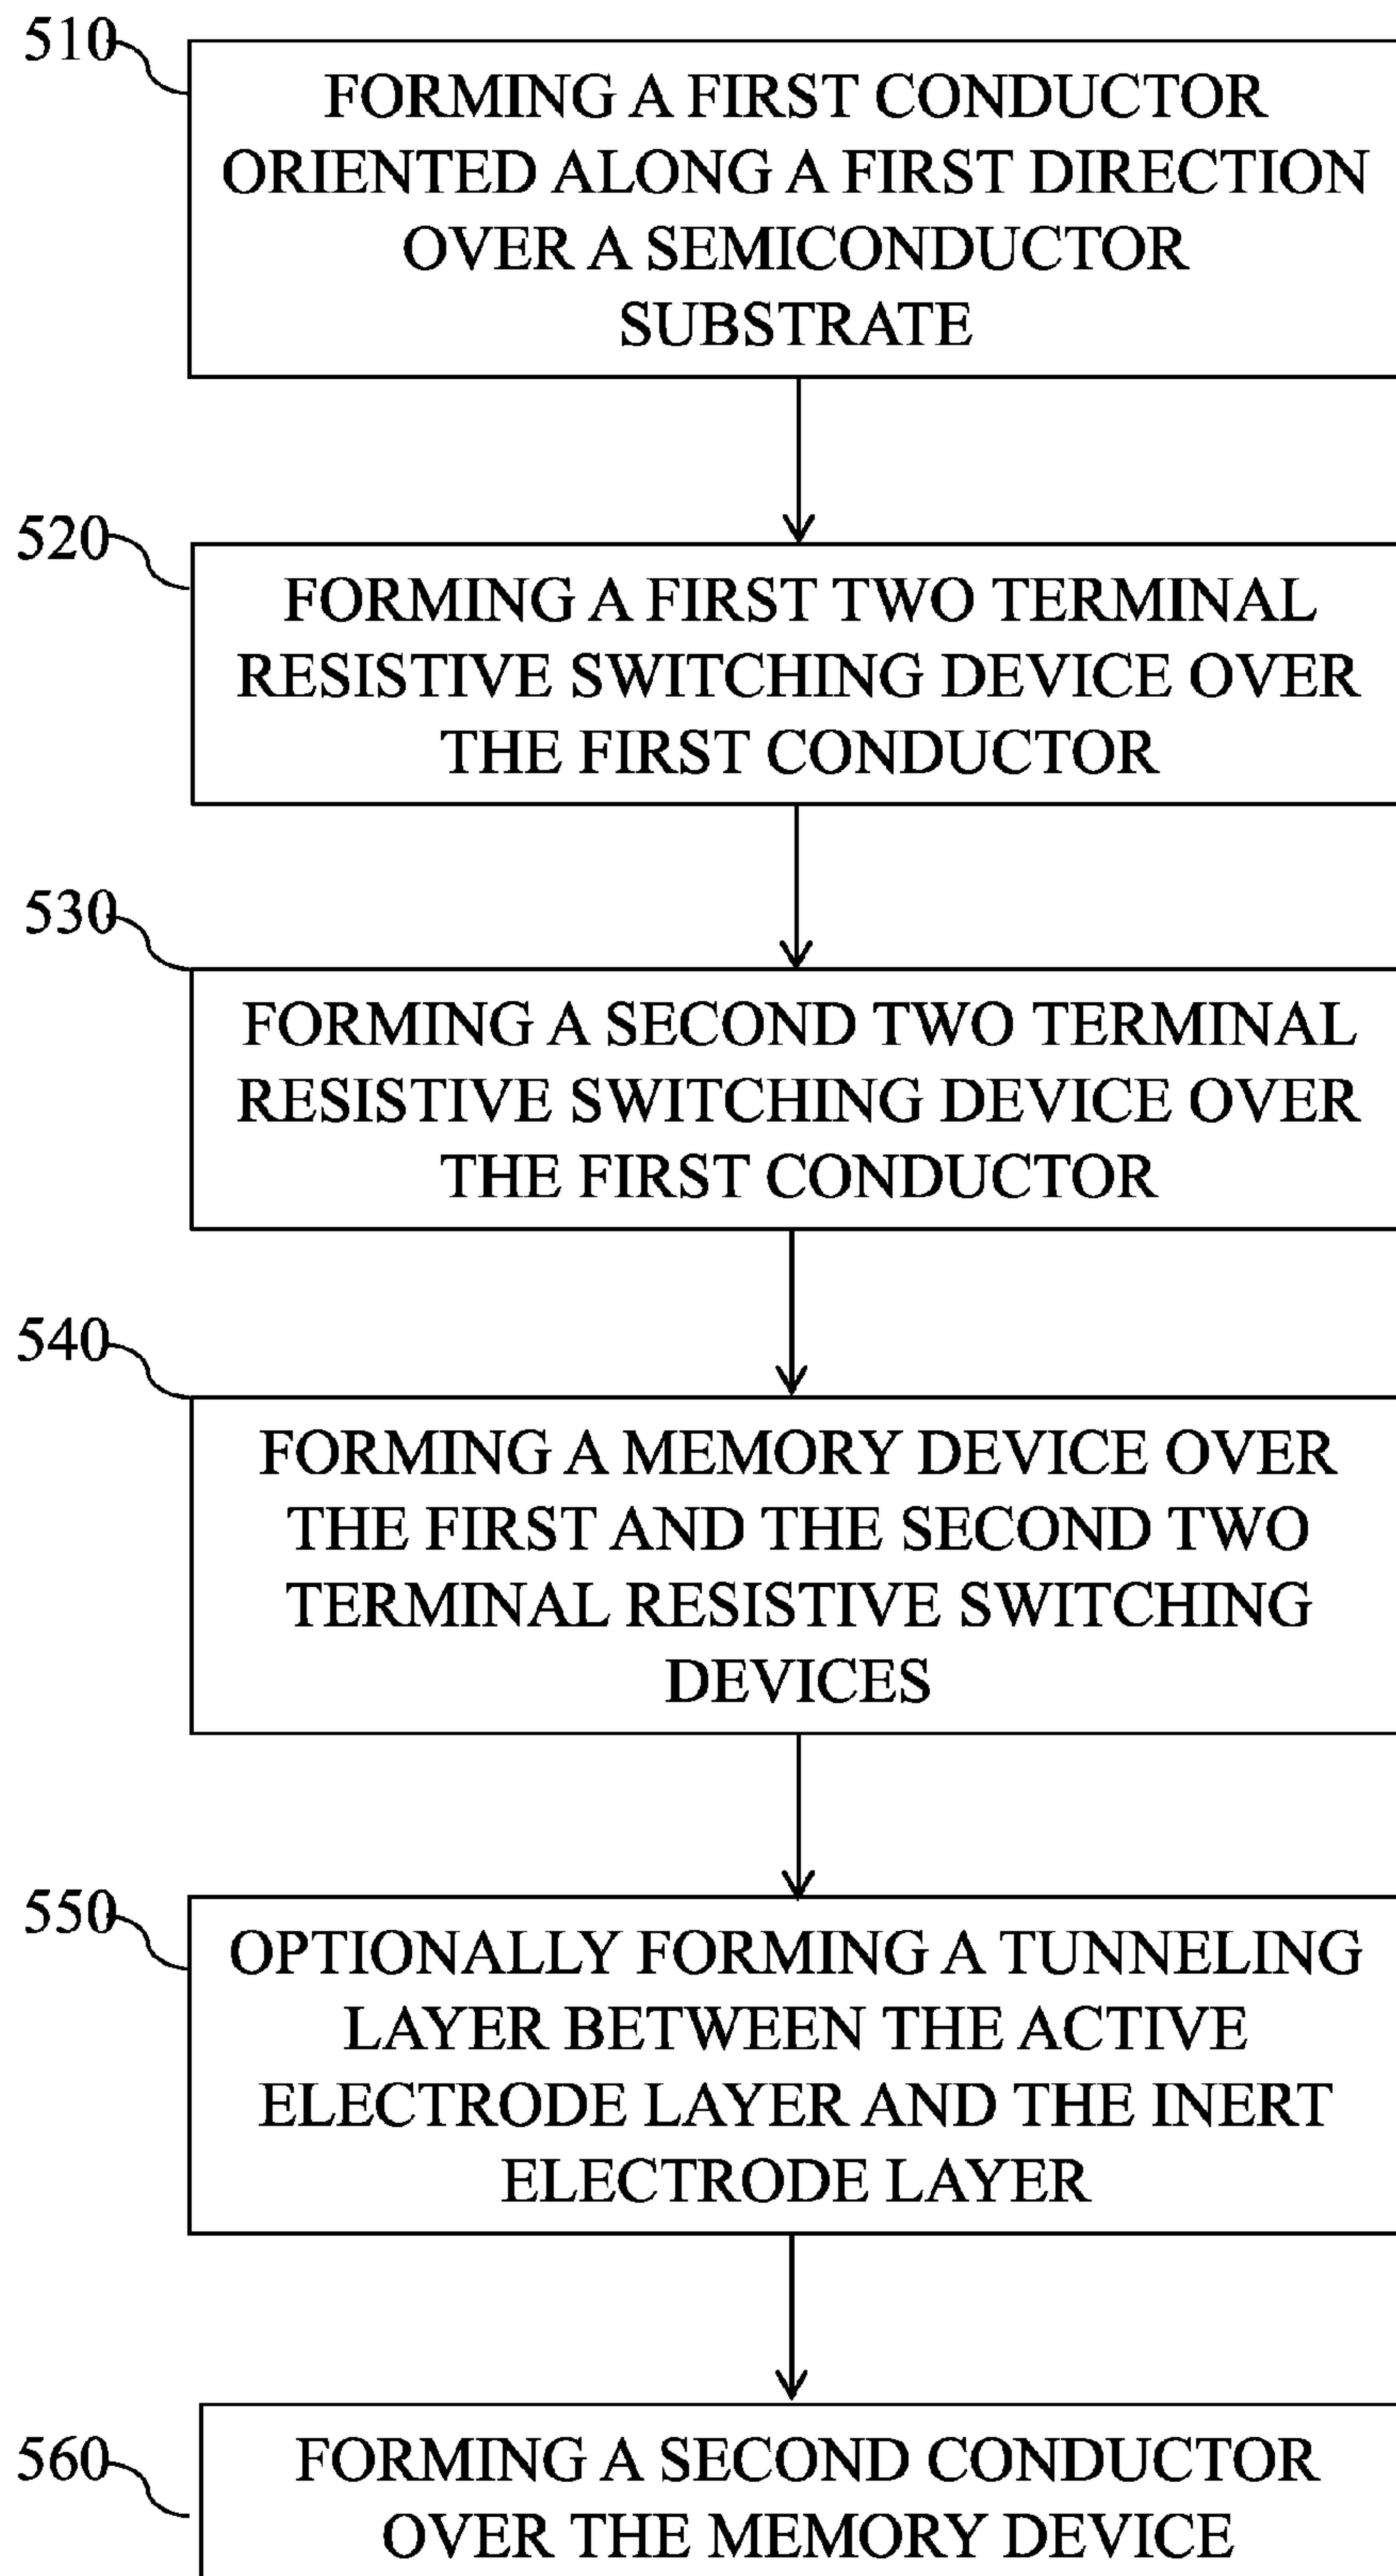 510
FORMING A FIRST CONDUCTOR
ORIENTED ALONG A FIRST DIRECTION
OVER A SEMICONDUCTOR
SUBSTRATE
520
FORMING A FIRST TWO TERMINAL
RESISTIVE SWITCHING DEVICE OVER
THE FIRST CONDUCTOR
530
FORMING A SECOND TWO TERMINAL
RESISTIVE SWITCHING DEVICE OVER
THE FIRST CONDUCTOR
540
FORMING A MEMORY DEVICE OVER
THE FIRST AND THE SECOND TWO
TERMINAL RESISTIVE SWITCHING
DEVICES
550
OPTIONALLY FORMING A TUNNELING
LAYER BETWEEN THE ACTIVE
ELECTRODE LAYER AND THE INERT
ELECTRODE LAYER
560
FORMING A SECOND CONDUCTOR
OVER THE MEMORY DEVICE